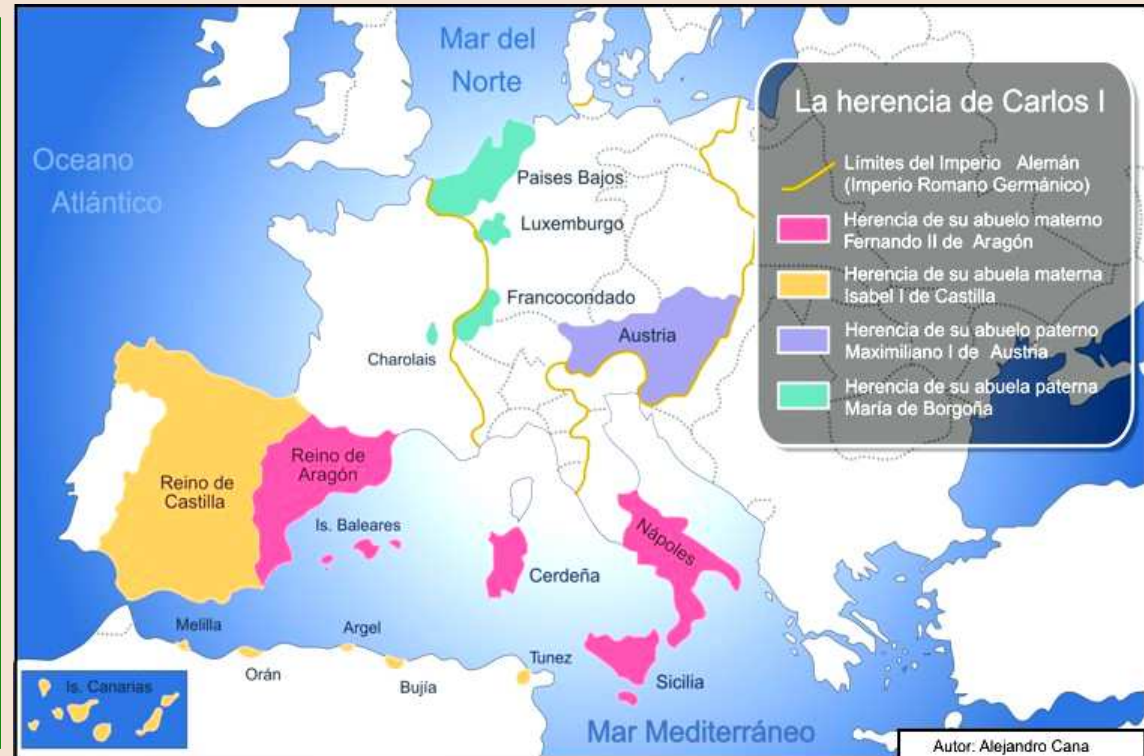 Mar del
Norte
Oceano
Atlántico
La herencia de Carlos I
Límites del Imperio Alemán
(Imperio Romano Germánico)
Herencia de su abuelo materno
Fernando II de Aragón
Herencia de su abuela materna
Isabel I de Castilla
Herencia de su abuelo paterno
Maximiliano I de Austria
Herencia de su abuela paterna
María de Borgoña
Paises Bajos
Luxemburgo
Francocondado
Charolais
Austria
Reino de
Castilla
Reino de
Aragón
Is. Baleares
Cerdeña
Nápoles
Sicilia
Melilla
Orán
Argel
Bujía
Tunez
Is. Canarias
Mar Mediterráneo
Autor: Alejandro Cana